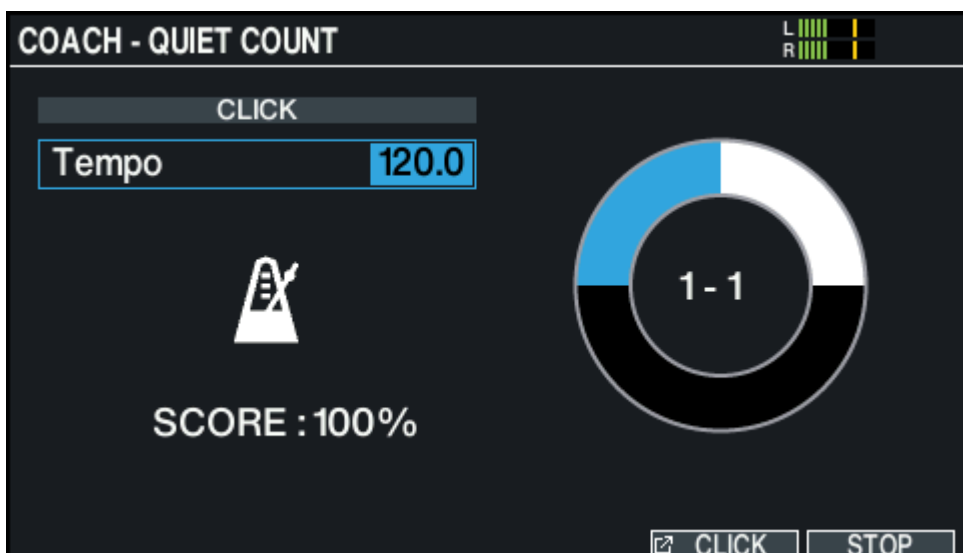 COACH - QUIET COUNT
L
R
CLICK
Tempo 120.0
1 - 1
SCORE : 100%
CLICK STOP